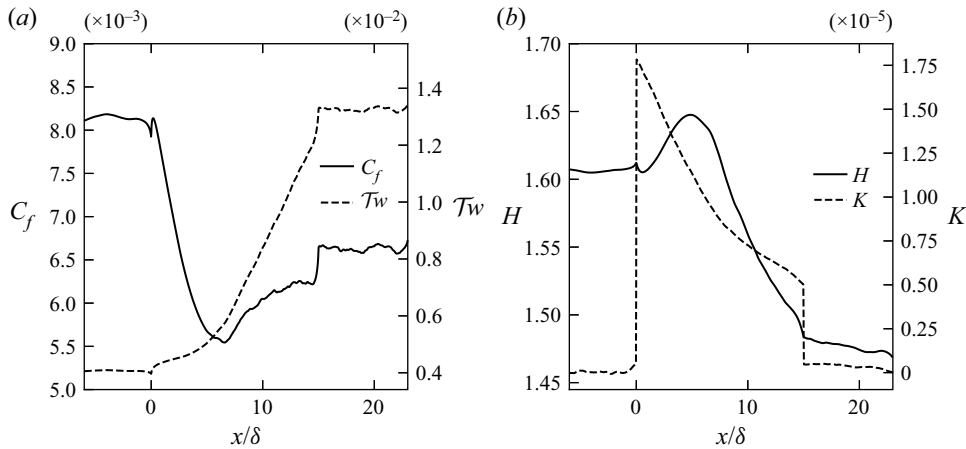 (a) (×10⁻³) (×10⁻²)
9.0
8.5
8.0
7.5
7.0
6.5
6.0
5.5
5.0
C_f
1.4
1.2
1.0
0.8
0.6
0.4
𝒯w
C_f
𝒯w
0 10 20
x/δ
(b) (×10⁻⁵)
1.70
1.65
1.60
1.55
1.50
1.45
H
1.75
1.50
1.25
1.00
0.75
0.50
0.25
0
K
H
K
0 10 20
x/δ